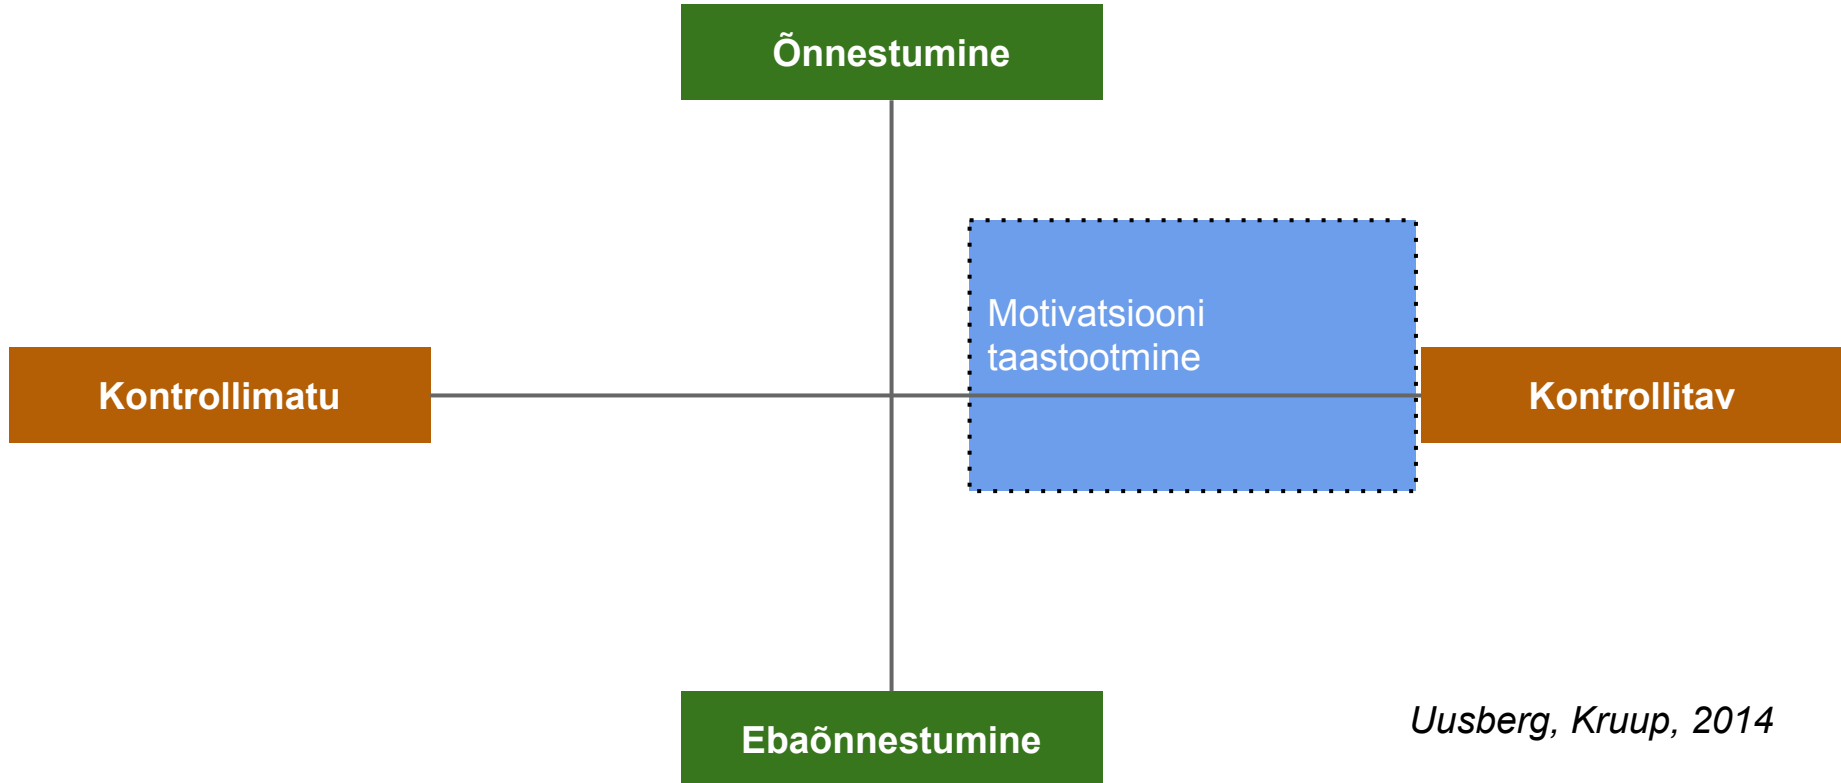 Õnnestumine
Motivatsiooni
taastootmine
Kontrollimatu
Kontrollitav
Ebaõnnestumine
Uusberg, Kruup, 2014